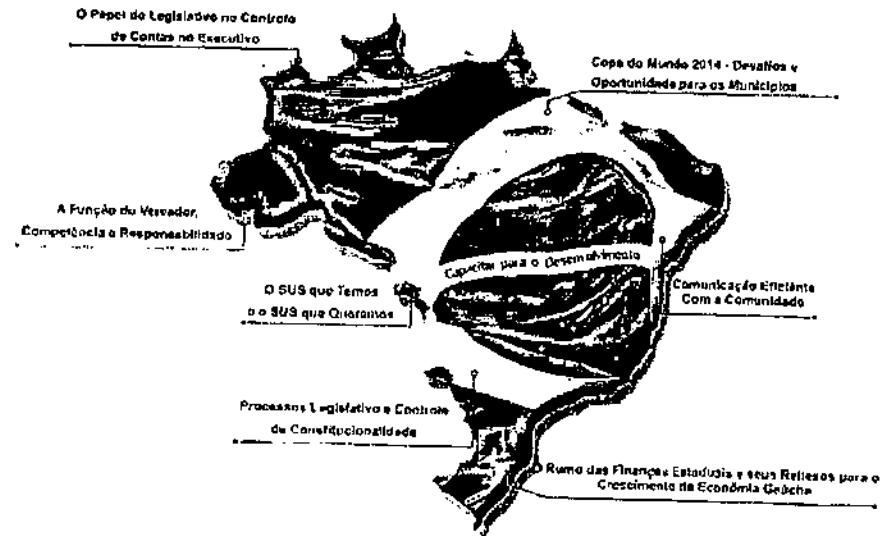 O Papel do Legislativo no Controle
de Contas no Executivo
Copa do Mundo 2014 - Desafios e
Oportunidade para os Municípios
A Função do Vereador,
Competência e Responsabilidade
Capacitar para o Desenvolvimento
O SUS que Temos
e o SUS que Queremos
Comunicação Eficiente
Com a Comunidade
Processos Legislativo e Controle
de Constitucionalidade
Rumo das Finanças Estaduais e seus Reflexos para o
Crescimento da Econômia Gaúcha